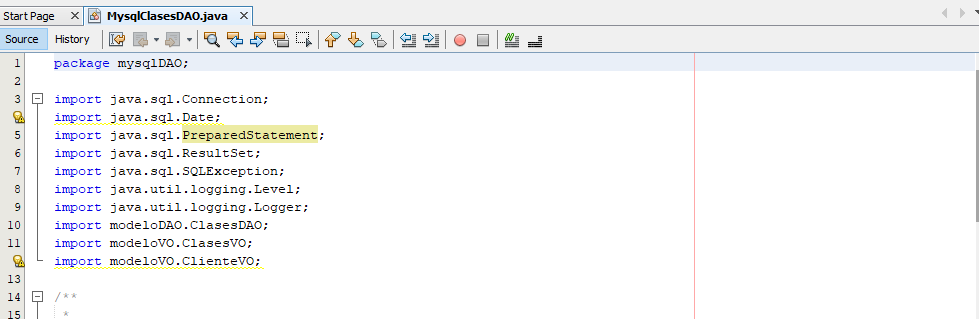 Start Page MysqlClasesDAO.java
Source History
1 package mysqlDAO;
2
3 import java.sql.Connection;
import java.sql.Date;
5 import java.sql.PreparedStatement;
6 import java.sql.ResultSet;
7 import java.sql.SQLException;
8 import java.util.logging.Level;
9 import java.util.logging.Logger;
10 import modeloDAO.ClasesDAO;
11 import modeloVO.ClasesVO;
import modeloVO.ClienteVO;
13
14 /**
15 *